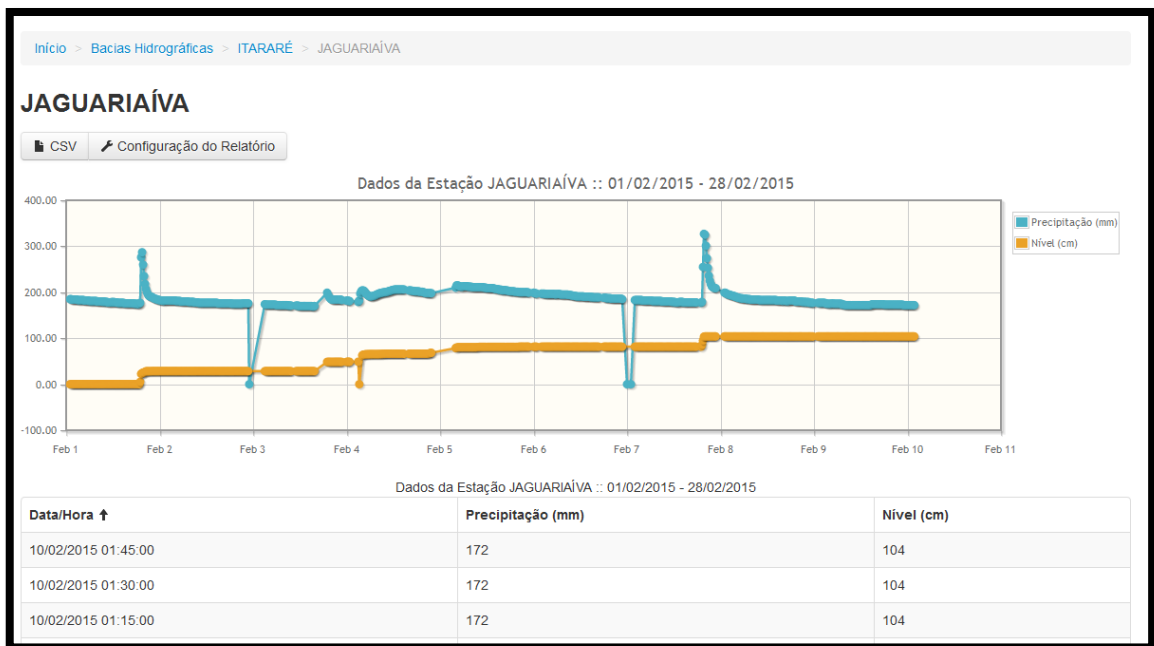 Início > Bacias Hidrográficas > ITARARÉ > JAGUARIAÍVA
JAGUARIAÍVA
CSV Configuração do Relatório
Dados da Estação JAGUARIAÍVA :: 01/02/2015 - 28/02/2015
400.00
300.00
200.00
100.00
0.00
-100.00
Precipitação (mm)
Nível (cm)
Feb 1 Feb 2 Feb 3 Feb 4 Feb 5 Feb 6 Feb 7 Feb 8 Feb 9 Feb 10 Feb 11
Dados da Estação JAGUARIAÍVA :: 01/02/2015 - 28/02/2015
Data/Hora ↑ Precipitação (mm) Nível (cm)
10/02/2015 01:45:00 172 104
10/02/2015 01:30:00 172 104
10/02/2015 01:15:00 172 104